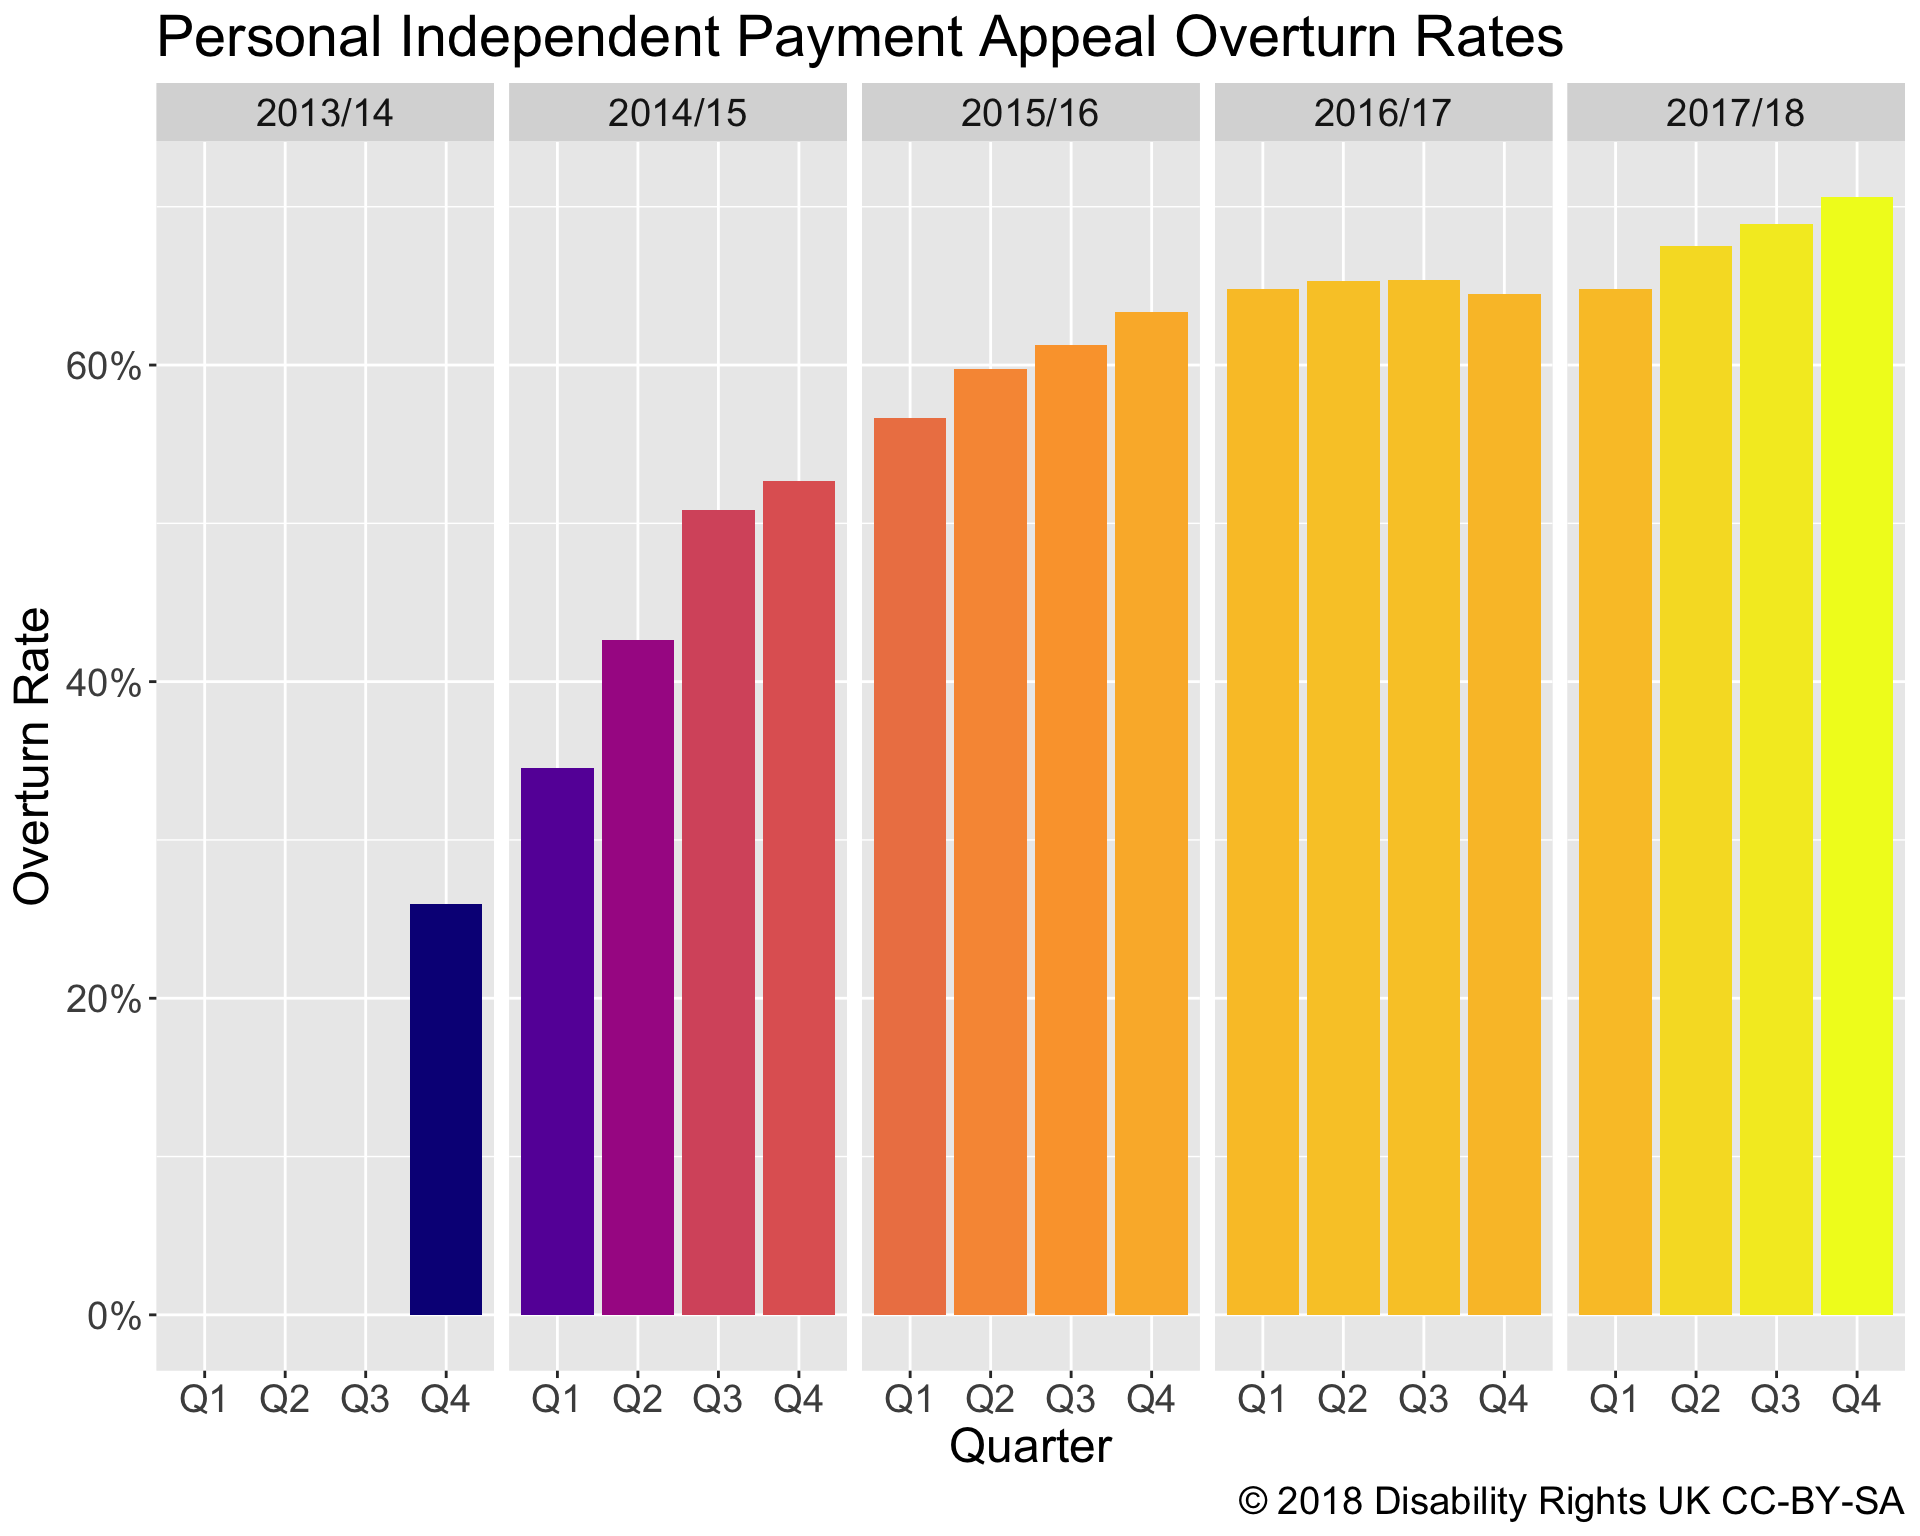 Personal Independent Payment Appeal Overturn Rates
2013/14 2014/15 2015/16 2016/17 2017/18
Overturn Rate
60%
40%
20%
0%
Q1 Q2 Q3 Q4 Q1 Q2 Q3 Q4 Q1 Q2 Q3 Q4 Q1 Q2 Q3 Q4 Q1 Q2 Q3 Q4
Quarter
© 2018 Disability Rights UK CC-BY-SA